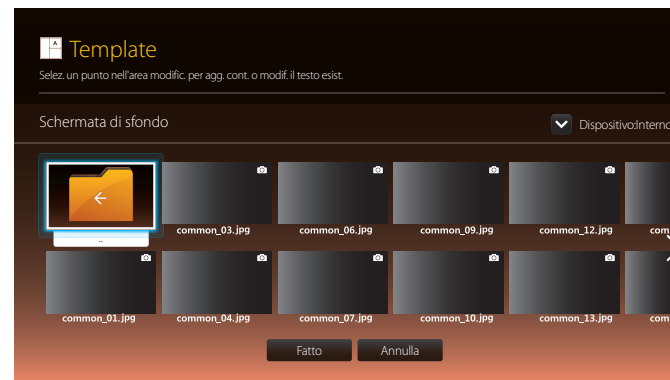 Template
Selez. un punto nell'area modific. per agg. cont. o modif. il testo esist.
Schermata di sfondo
Dispositivo:Interno
common_03.jpg common_06.jpg common_09.jpg common_12.jpg com
..
common_01.jpg common_04.jpg common_07.jpg common_10.jpg common_13.jpg com
Fatto Annulla